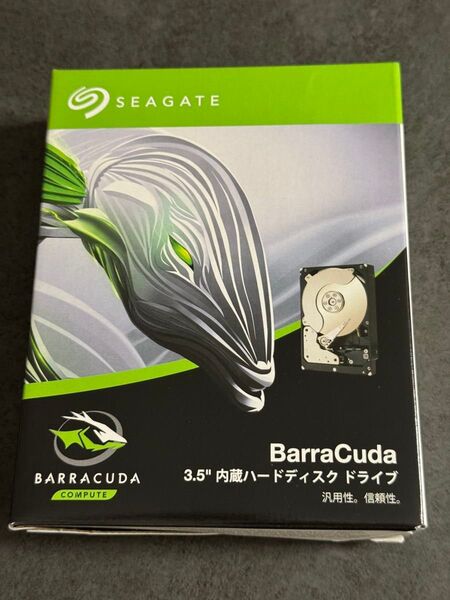 SEAGATE
BarraCuda
3.5" 内蔵ハードディスク ドライブ
汎用性。信頼性。
BARRACUDA
COMPUTE